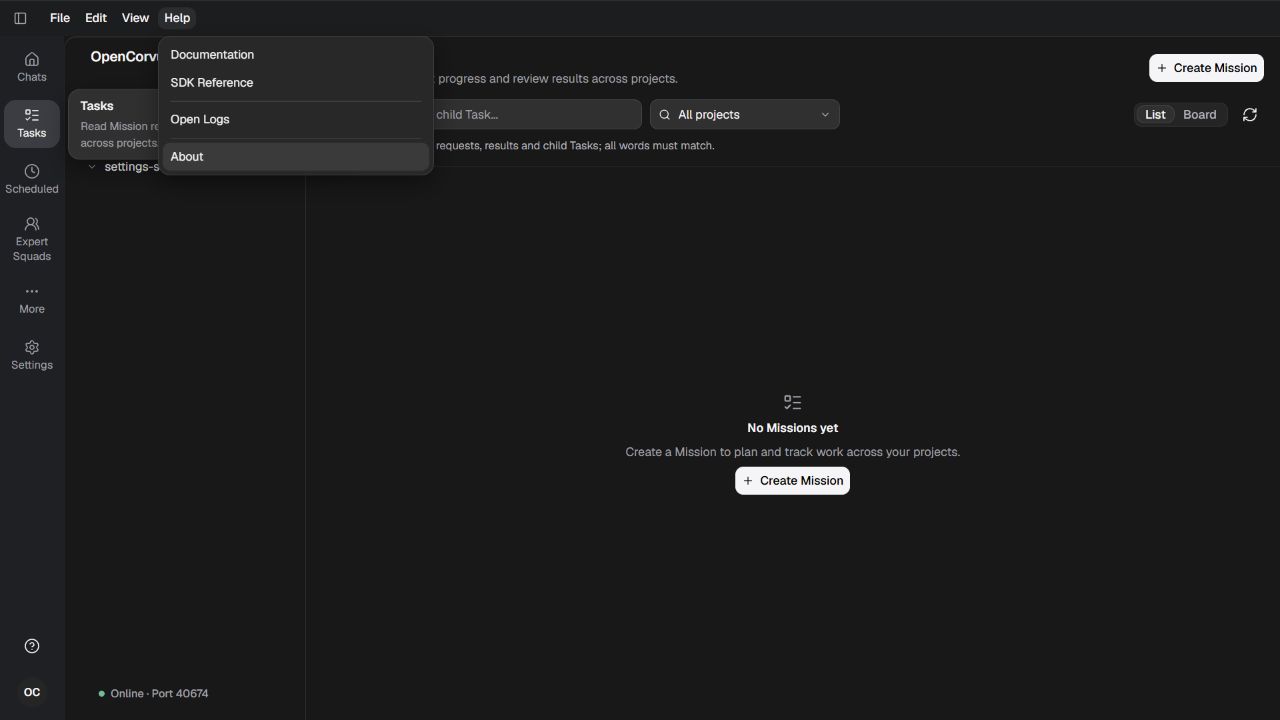 File Edit View Help
Documentation
SDK Reference
Open Logs
About
Chats
Tasks
Scheduled
Expert
Squads
More
Settings
OC
Tasks
Read Mission
across projects
progress and review results across projects.
Create Mission
child Task...
All projects
List Board
requests, results and child Tasks; all words must match.
No Missions yet
Create a Mission to plan and track work across your projects.
Create Mission
Online · Port 40674